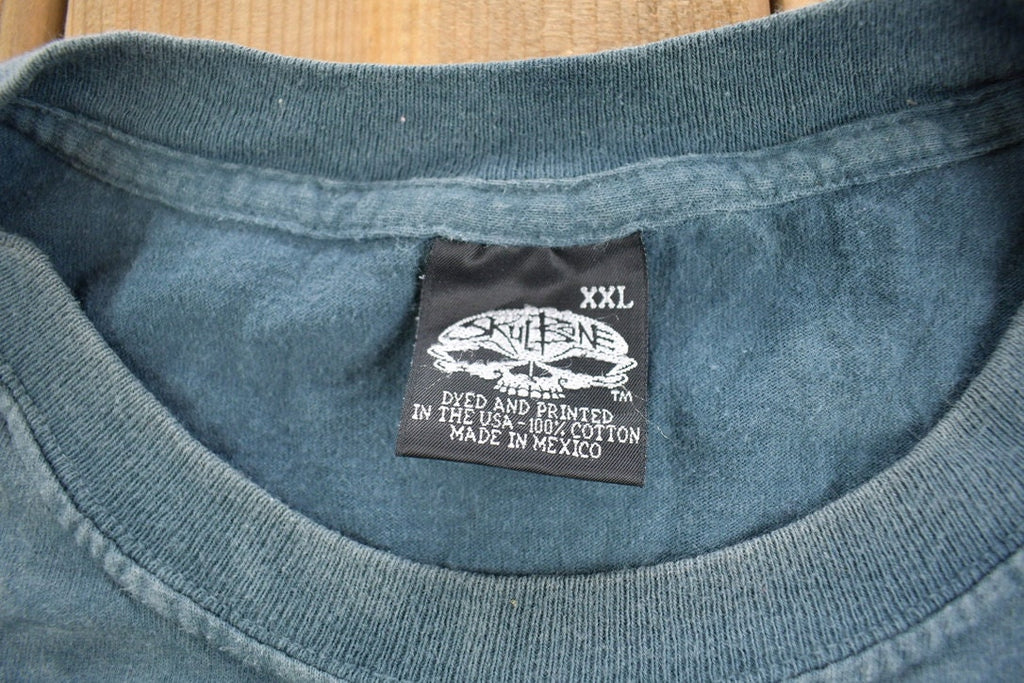 XXL
SKULBONE
TM
DYED AND PRINTED
IN THE USA - 100% COTTON
MADE IN MEXICO